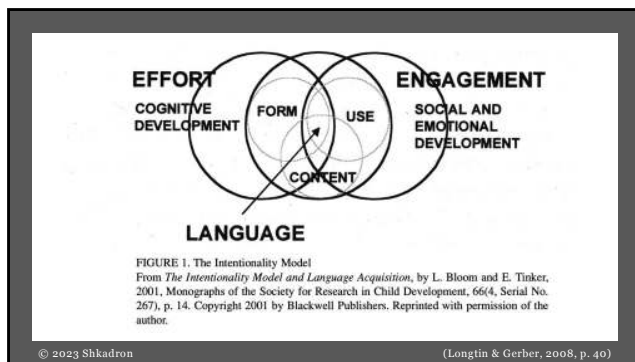 EFFORT
ENGAGEMENT
COGNITIVE
DEVELOPMENT
FORM
USE
SOCIAL AND
EMOTIONAL
DEVELOPMENT
CONTENT
LANGUAGE
FIGURE 1. The Intentionality Model
From The Intentionality Model and Language Acquisition, by L. Bloom and E. Tinker,
2001, Monographs of the Society for Research in Child Development, 66(4, Serial No.
267), p. 14. Copyright 2001 by Blackwell Publishers. Reprinted with permission of the
author.
© 2023 Shkadron
(Longtin & Gerber, 2008, p. 40)